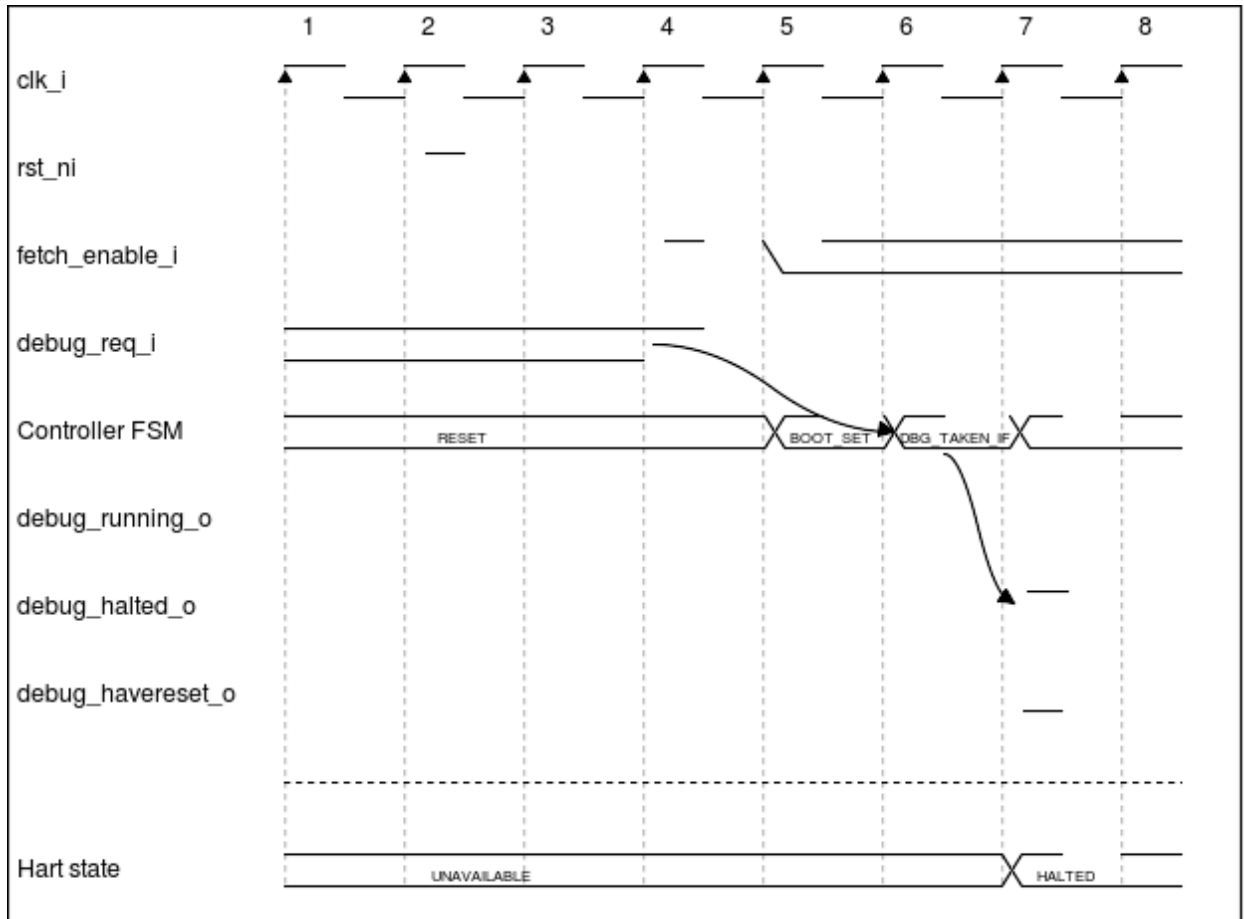 1 2 3 4 5 6 7 8
clk_i
rst_ni
fetch_enable_i
debug_req_i
Controller FSM RESET BOOT_SET DBG_TAKEN_IF
debug_running_o
debug_halted_o
debug_havereset_o
Hart state UNAVAILABLE HALTED